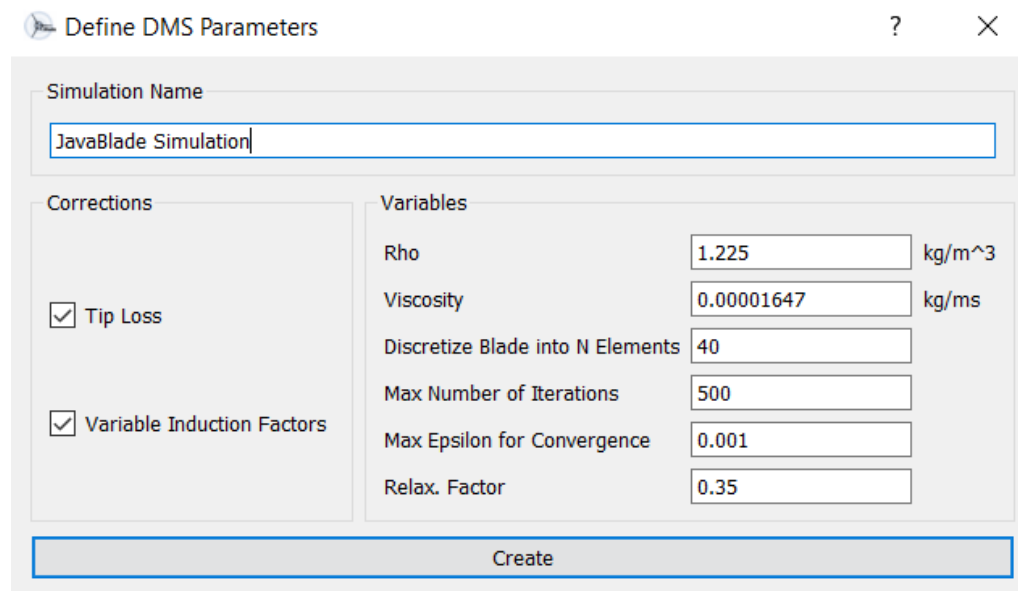 Define DMS Parameters ?
Simulation Name
JavaBlade Simulation
Corrections
Tip Loss
Variable Induction Factors
Variables
Rho 1.225 kg/m^3
Viscosity 0.00001647 kg/ms
Discretize Blade into N Elements 40
Max Number of Iterations 500
Max Epsilon for Convergence 0.001
Relax. Factor 0.35
Create